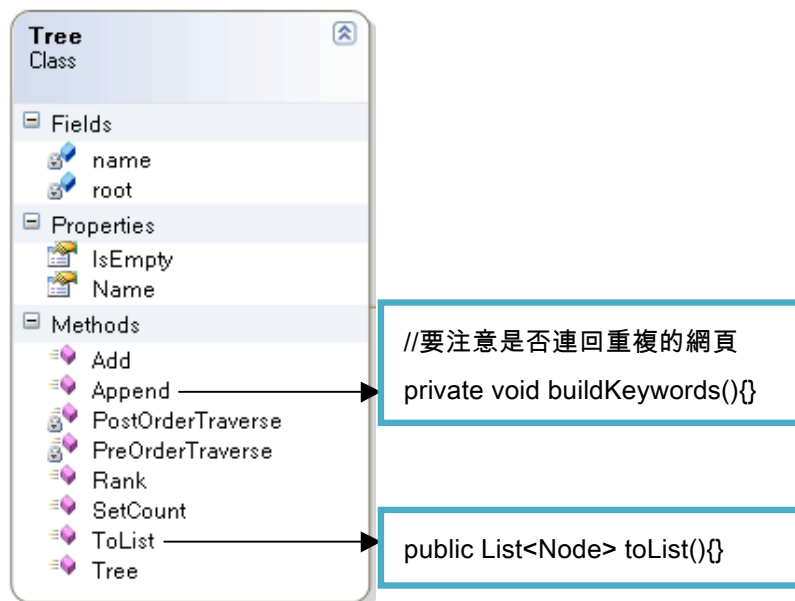 Tree
Class
Fields
name
root
Properties
IsEmpty
Name
Methods
Add
Append
PostOrderTraverse
PreOrderTraverse
Rank
SetCount
ToList
Tree
//要注意是否連回重複的網頁
private void buildKeywords(){}
public List<Node> toList(){}